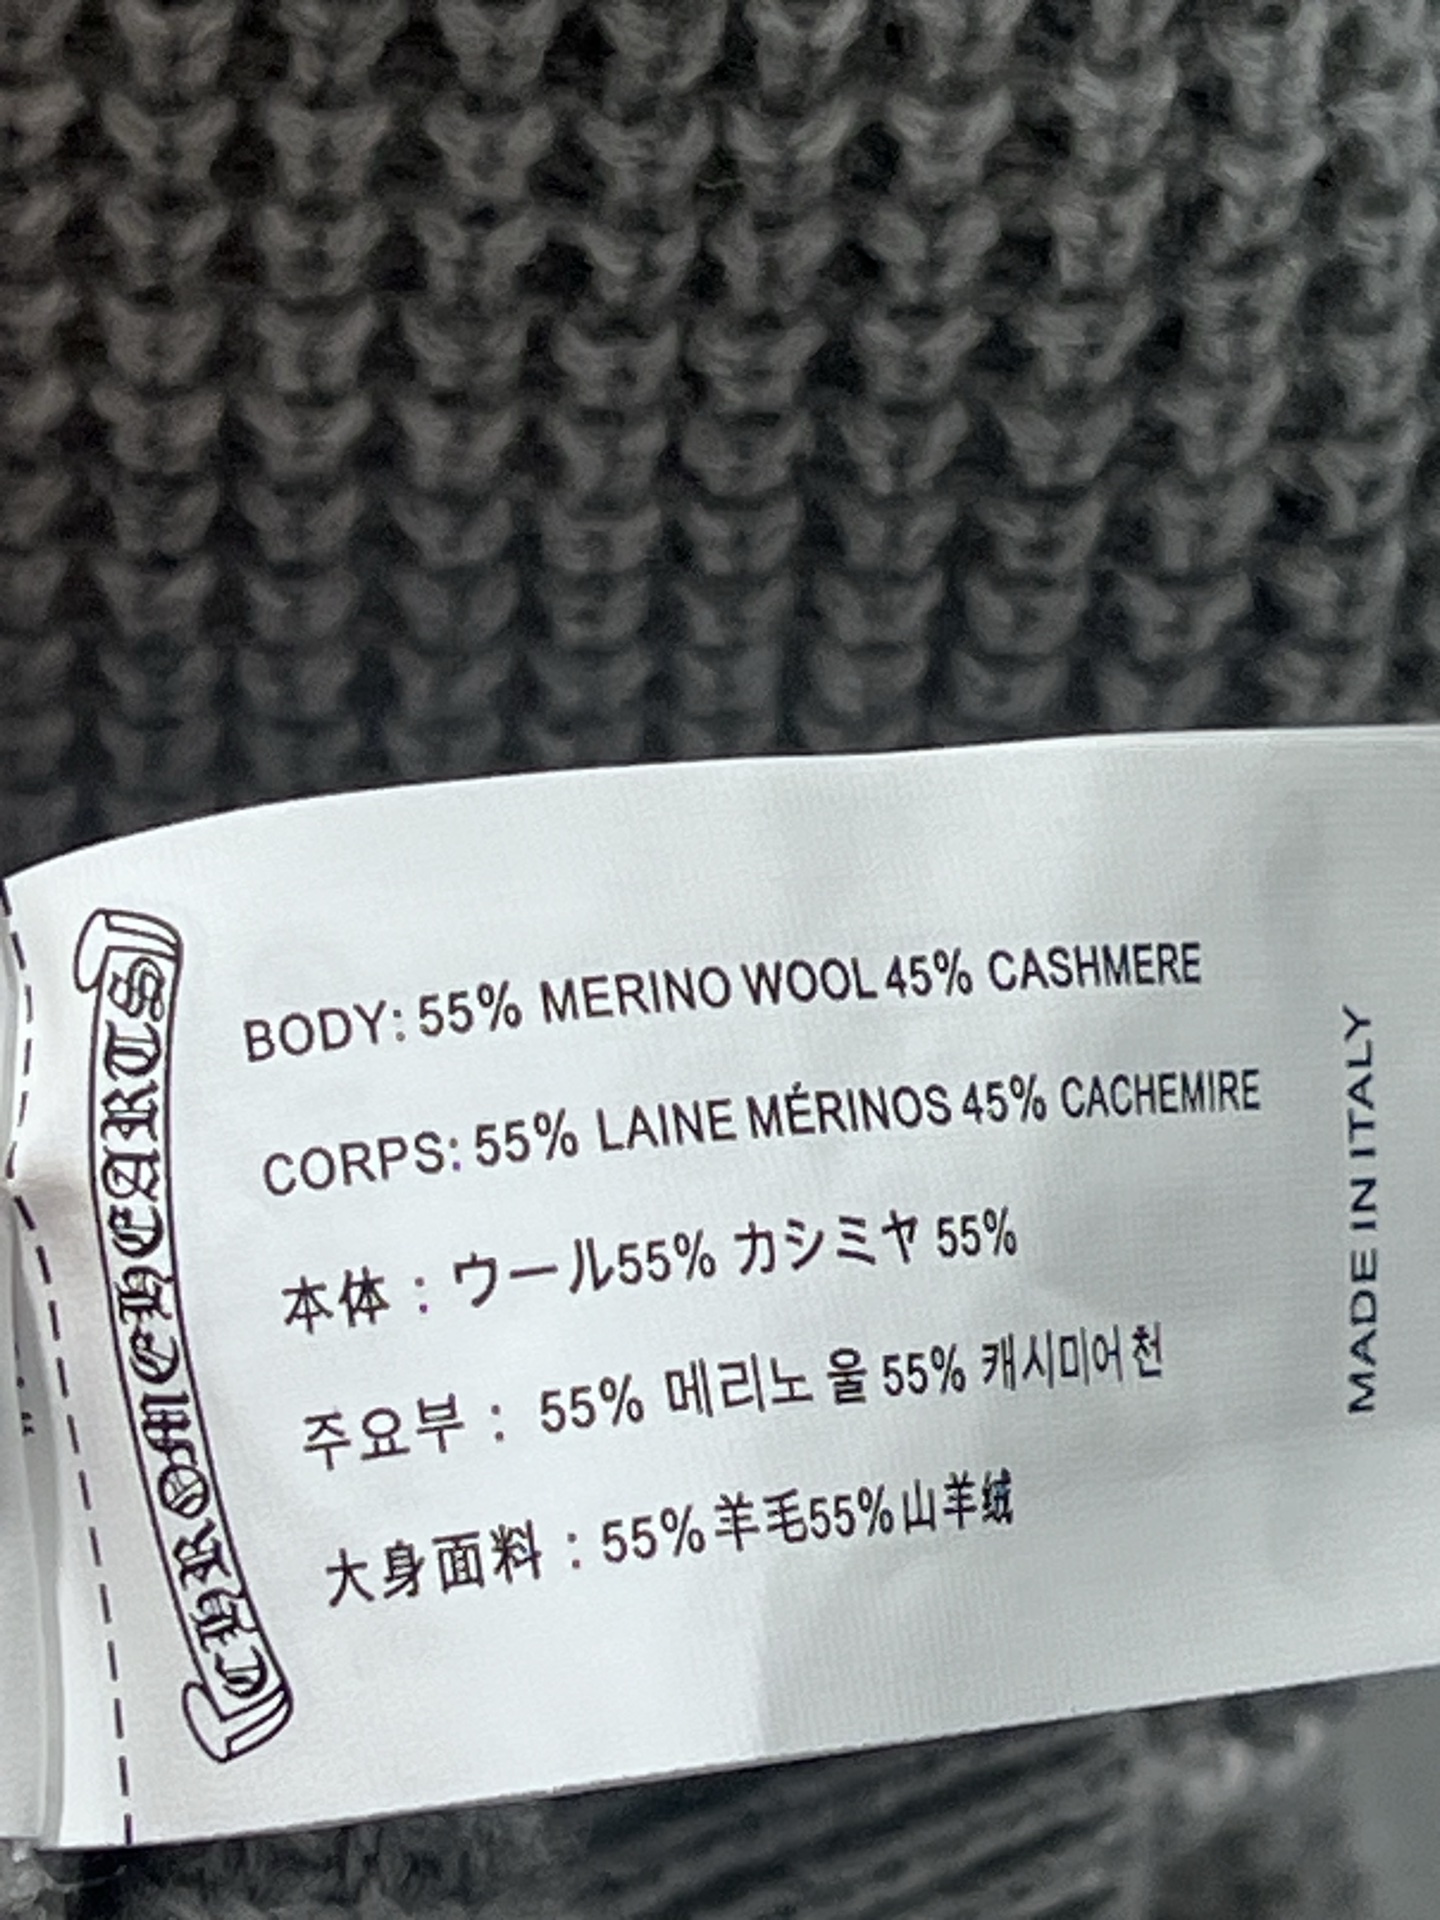 CHROME HEARTS
BODY: 55% MERINO WOOL 45% CASHMERE
CORPS: 55% LAINE MÉRINOS 45% CACHEMIRE
本体：ウール55% カシミヤ 55%
주요부： 55% 메리노 울 55% 캐시미어 천
大身面料：55%羊毛55%山羊绒
MADE IN ITALY